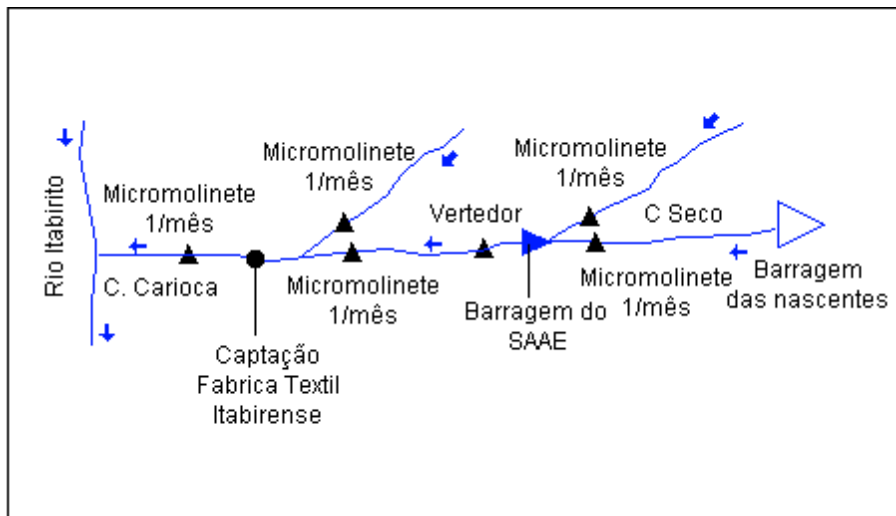 Rio Itabirito
Micromolinete
1/mês
C. Carioca
Captação
Fabrica Textil
Itabirense
Micromolinete
1/mês
Micromolinete
1/mês
Vertedor
Barragem do
SAAE
Micromolinete
1/mês
C Seco
Micromolinete
1/mês
Barragem
das nascentes